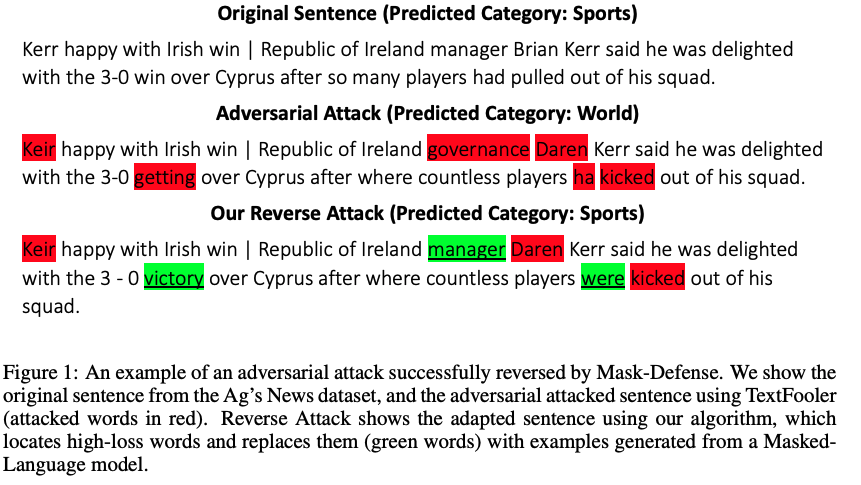 Original Sentence (Predicted Category: Sports)
Kerr happy with Irish win | Republic of Ireland manager Brian Kerr said he was delighted
with the 3-0 win over Cyprus after so many players had pulled out of his squad.
Adversarial Attack (Predicted Category: World)
Keir happy with Irish win | Republic of Ireland governance Daren Kerr said he was delighted
with the 3-0 getting over Cyprus after where countless players ha kicked out of his squad.
Our Reverse Attack (Predicted Category: Sports)
Keir happy with Irish win | Republic of Ireland manager Daren Kerr said he was delighted
with the 3 - 0 victory over Cyprus after where countless players were kicked out of his
squad.
Figure 1: An example of an adversarial attack successfully reversed by Mask-Defense. We show the
original sentence from the Ag's News dataset, and the adversarial attacked sentence using TextFooler
(attacked words in red). Reverse Attack shows the adapted sentence using our algorithm, which
locates high-loss words and replaces them (green words) with examples generated from a Masked-
Language model.